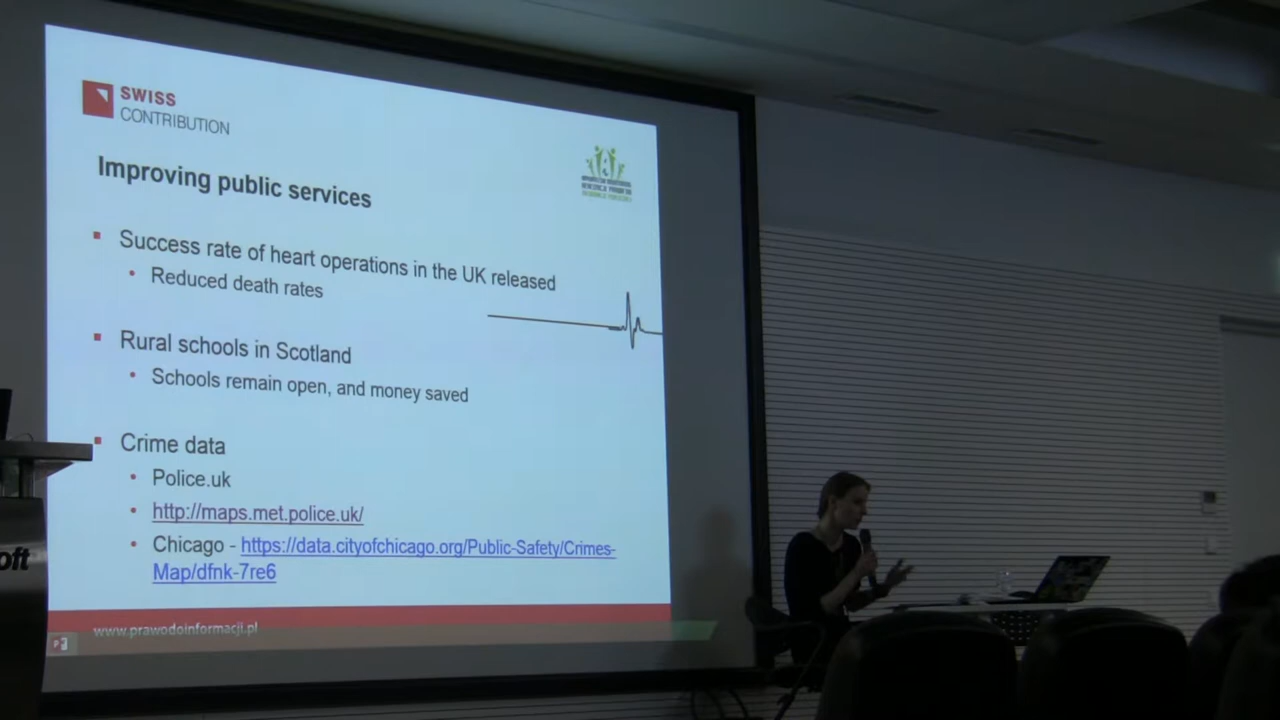 SWISS
CONTRIBUTION
Improving public services
Success rate of heart operations in the UK released
Reduced death rates
Rural schools in Scotland
Schools remain open, and money saved
Crime data
Police.uk
http://maps.met.police.uk/
Chicago - https://data.cityofchicago.org/Public-Safety/Crimes-
Map/dfnk-7re6
www.prawodoinformacji.pl
oft